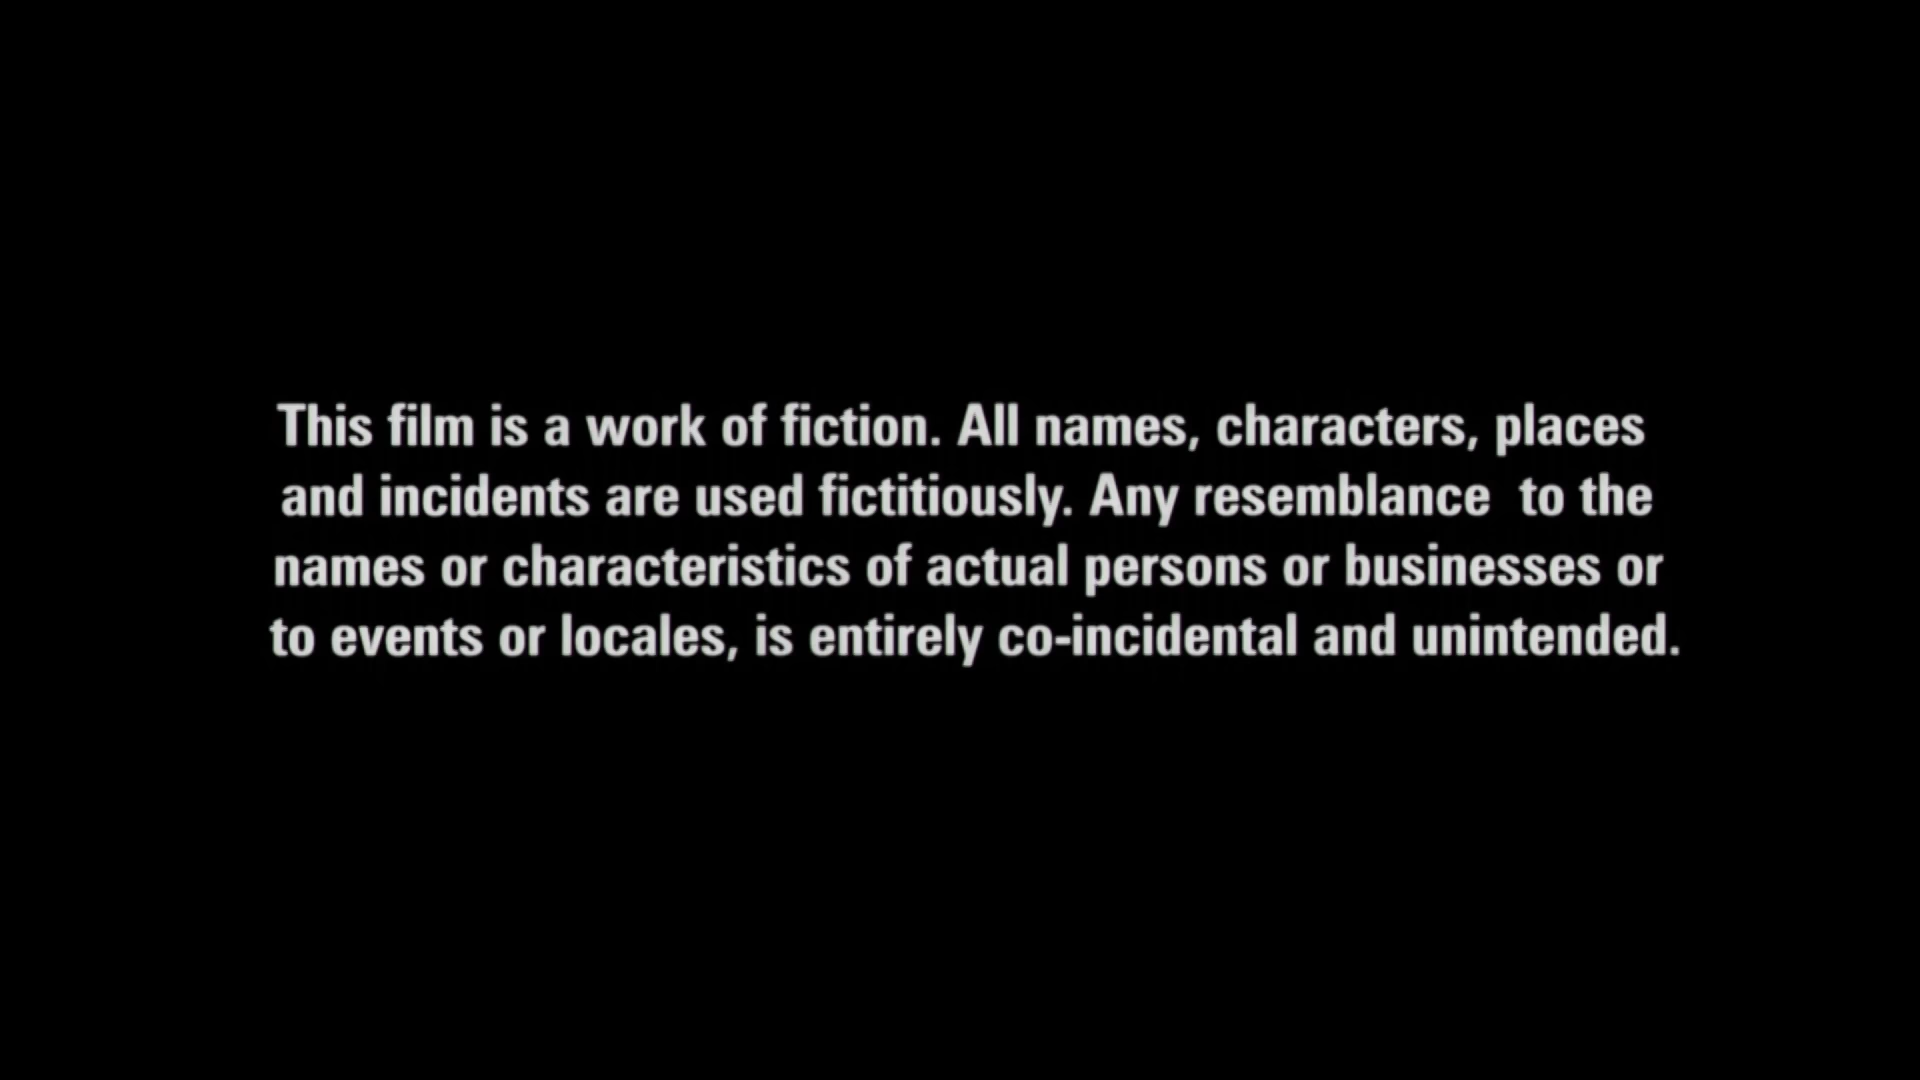 This film is a work of fiction. All names, characters, places
and incidents are used fictitiously. Any resemblance  to the
names or characteristics of actual persons or businesses or
to events or locales, is entirely co-incidental and unintended.